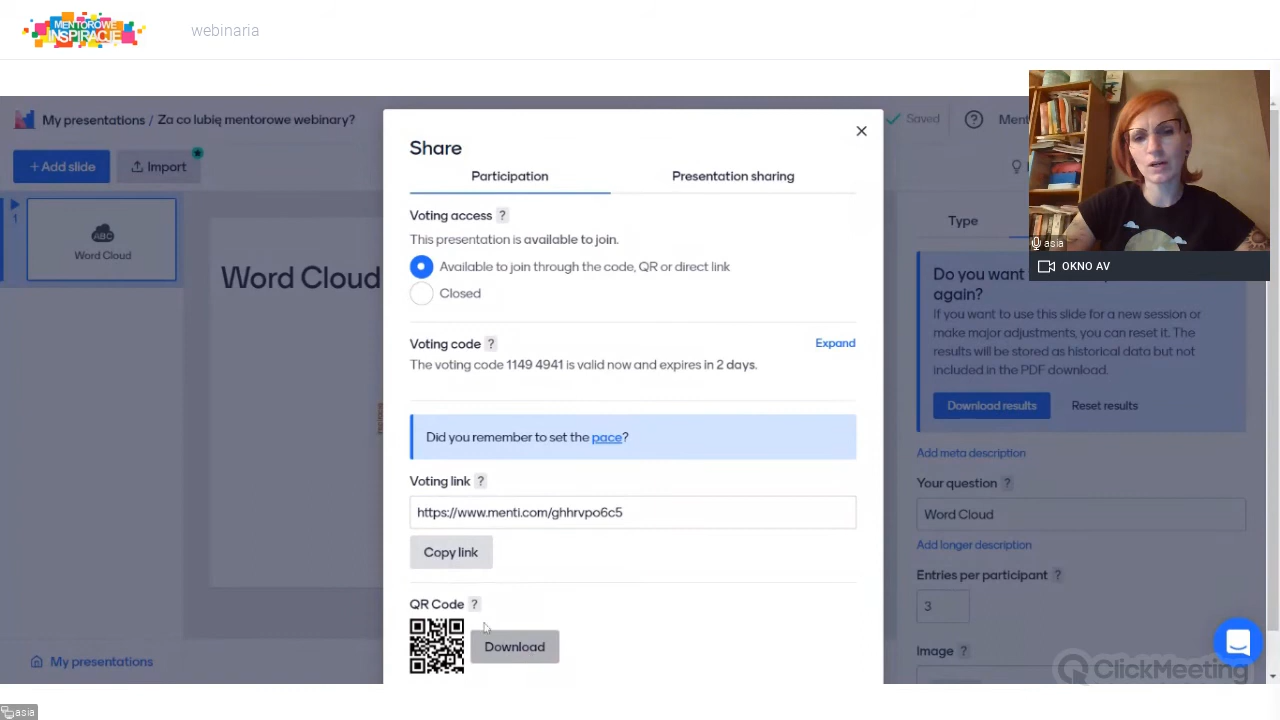 MENTOROWE
INSPIRACJE
webinaria
My presentations / Za co lubię mentorowe webinary?
Saved
+ Add slide
Import
1
ABC
Word Cloud
Word Cloud
Share
Participation
Presentation sharing
Voting access ?
This presentation is available to join.
Available to join through the code, QR or direct link
Closed
Voting code ?
Expand
The voting code 1149 4941 is valid now and expires in 2 days.
Did you remember to set the pace?
Voting link ?
https://www.menti.com/ghhrvpo6c5
Copy link
QR Code ?
Download
My presentations
asia
OKNO AV
Type
Do you want
again?
If you want to use this slide for a new session or
make major adjustments, you can reset it. The
results will be stored as historical data but not
included in the PDF download.
Download results
Reset results
Add meta description
Your question ?
Word Cloud
Add longer description
Entries per participant ?
3
Image ?
ClickMeeting
asia